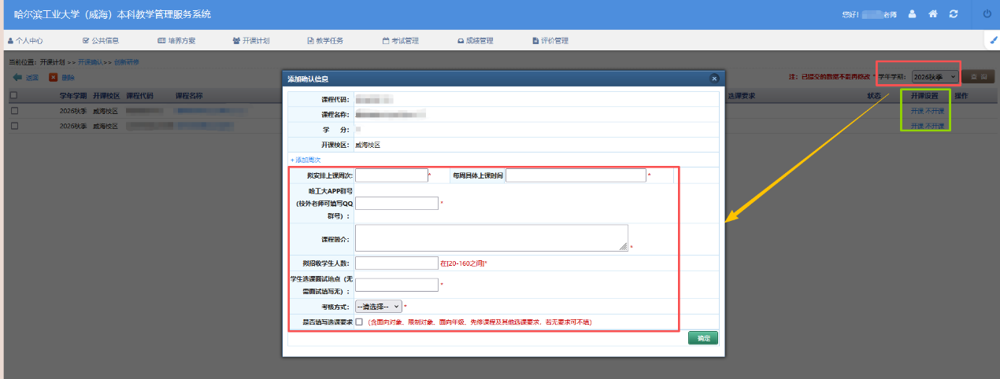 哈尔滨工业大学（威海）本科教学管理服务系统
您好！ 老师
个人中心 公共信息 培养方案 开课计划 教学任务 考试管理 成绩管理 评价管理
当前位置：开课计划 >> 开课确认>> 创新研修
返回 删除
注：已提交的数据不能再修改 学年学期： 2026秋季 查 询
学年学期 开课校区 课程代码 课程名称 选课要求 状态 开课设置 操作
2026秋季 威海校区 开课 不开课
2026秋季 威海校区 开课 不开课
添加确认信息
课程代码：
课程名称：
学 分：
开课校区： 威海校区
+ 添加周次
拟安排上课周次: * 每周具体上课时间 *
哈工大APP群号
（校外老师可填写QQ
群号）： *
课程简介： *
拟招收学生人数： 在[20-160之间]*
学生选课面试地点（无
需面试填写无）： *
考核方式： --请选择-- *
是否填写选课要求 （含面向对象、限制对象、面向年级、先修课程及其他选课要求，若无要求可不填）
确定